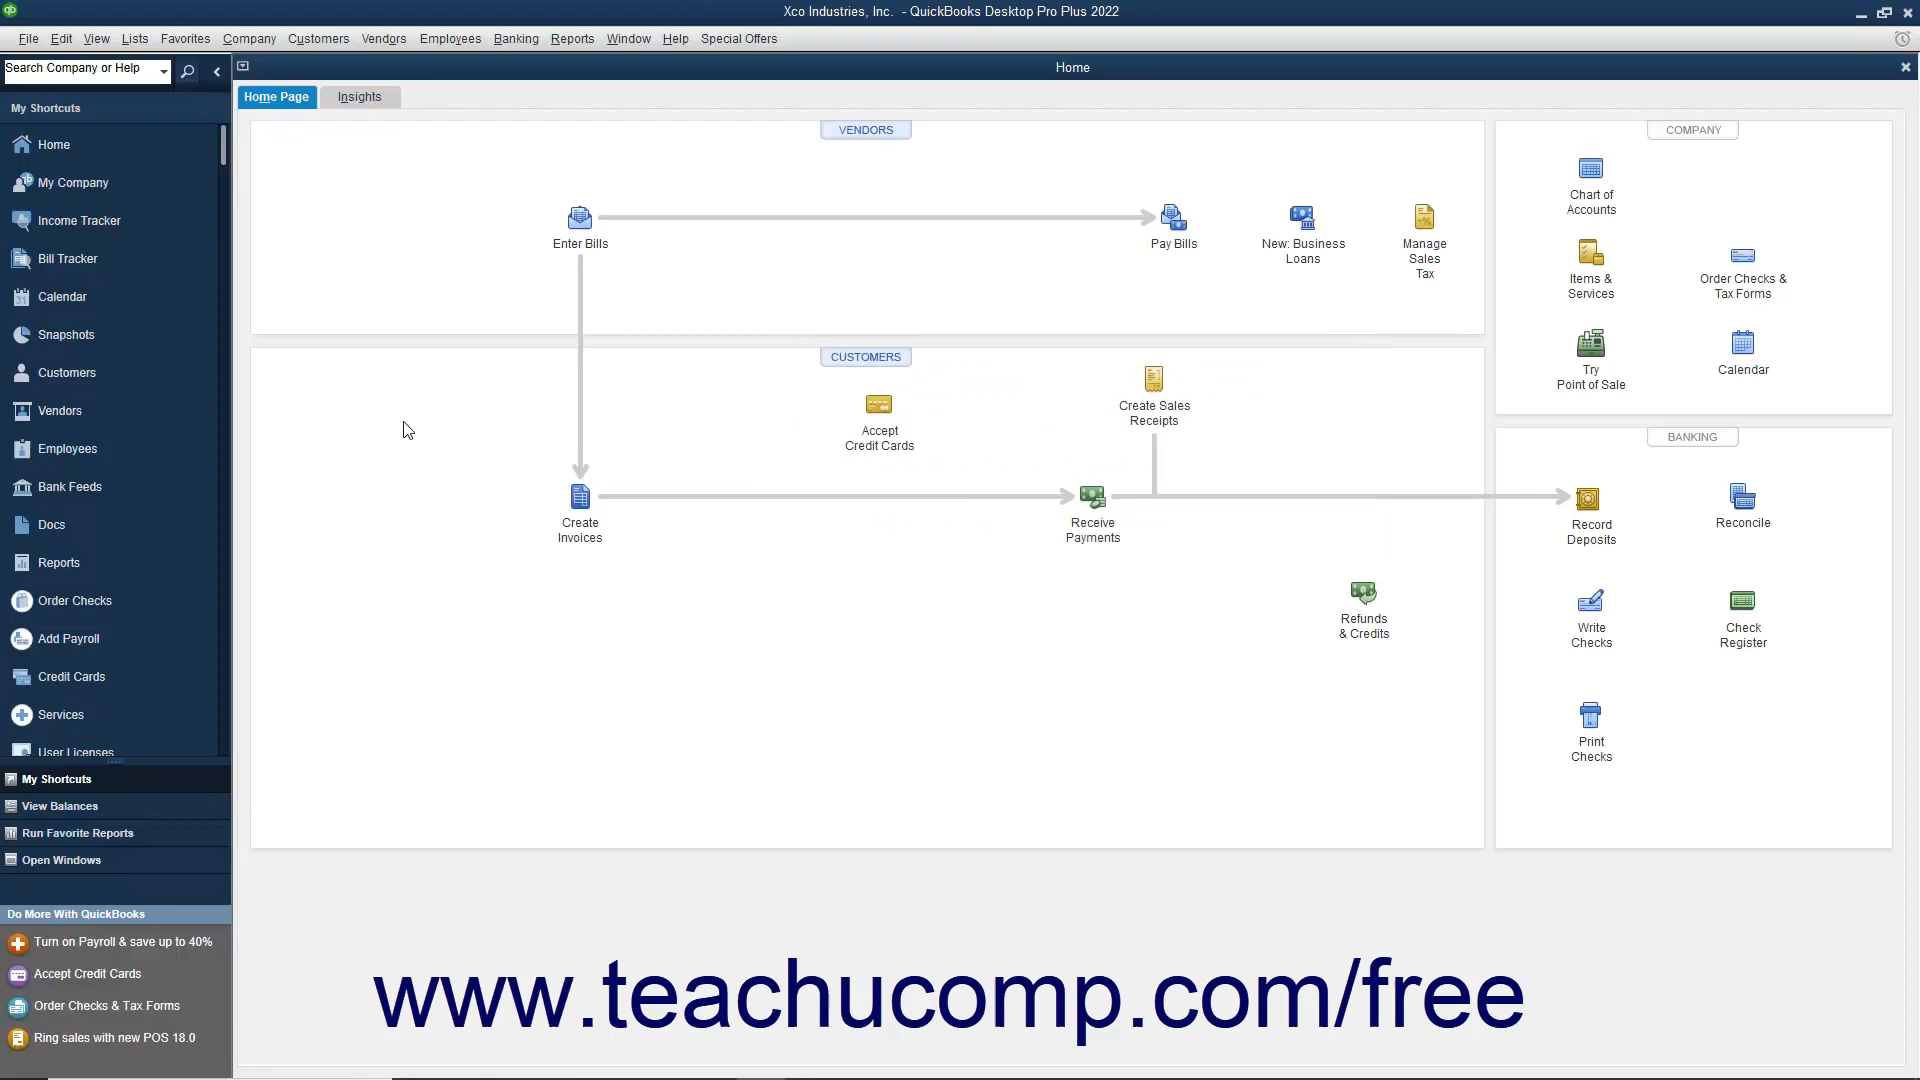 Xco Industries, Inc. - QuickBooks Desktop Pro Plus 2022
File Edit View Lists Favorites Company Customers Vendors Employees Banking Reports Window Help Special Offers
Search Company or Help
Home
Home Page
Insights
My Shortcuts
Home
My Company
Income Tracker
Bill Tracker
Calendar
Snapshots
Customers
Vendors
Employees
Bank Feeds
Docs
Reports
Order Checks
Add Payroll
Credit Cards
Services
User Licenses
My Shortcuts
View Balances
Run Favorite Reports
Open Windows
Do More With QuickBooks
Turn on Payroll & save up to 40%
Accept Credit Cards
Order Checks & Tax Forms
Ring sales with new POS 18.0
VENDORS
Enter Bills
Pay Bills
New: Business
Loans
Manage
Sales
Tax
CUSTOMERS
Accept
Credit Cards
Create Sales
Receipts
Create
Invoices
Receive
Payments
Refunds
& Credits
COMPANY
Chart of
Accounts
Items &
Services
Order Checks &
Tax Forms
Try
Point of Sale
Calendar
BANKING
Record
Deposits
Reconcile
Write
Checks
Check
Register
Print
Checks
www.teachucomp.com/free